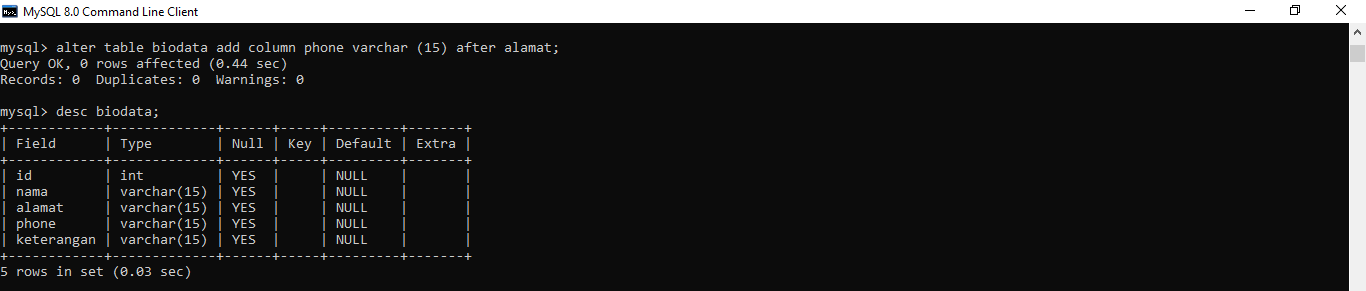 MySQL 8.0 Command Line Client
mysql> alter table biodata add column phone varchar (15) after alamat;
Query OK, 0 rows affected (0.44 sec)
Records: 0  Duplicates: 0  Warnings: 0
mysql> desc biodata;
+------------+-------------+------+-----+---------+-------+
| Field      | Type        | Null | Key | Default | Extra |
+------------+-------------+------+-----+---------+-------+
| id         | int         | YES  |     | NULL    |       |
| nama       | varchar(15) | YES  |     | NULL    |       |
| alamat     | varchar(15) | YES  |     | NULL    |       |
| phone      | varchar(15) | YES  |     | NULL    |       |
| keterangan | varchar(15) | YES  |     | NULL    |       |
+------------+-------------+------+-----+---------+-------+
5 rows in set (0.03 sec)